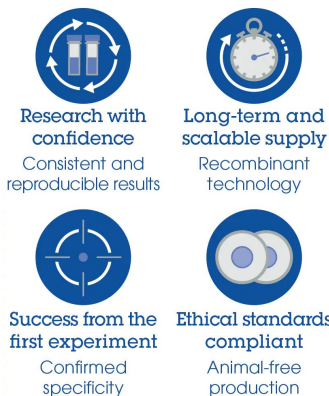 Research with
confidence
Consistent and
reproducible results
Long-term and
scalable supply
Recombinant
technology
Success from the
first experiment
Confirmed
specificity
Ethical standards
compliant
Animal-free
production